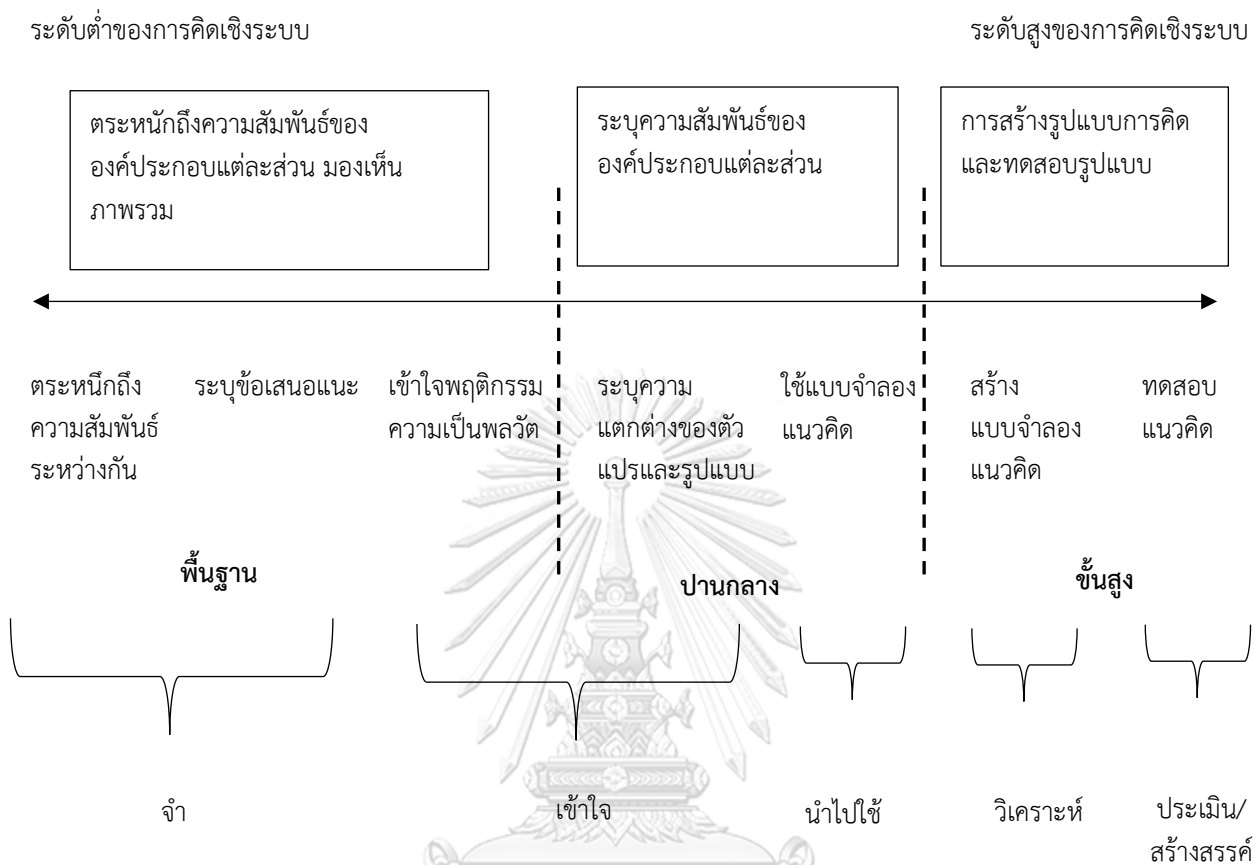 ระดับต่ำของการคิดเชิงระบบ
ระดับสูงของการคิดเชิงระบบ
ตระหนักถึงความสัมพันธ์ของ
องค์ประกอบแต่ละส่วน มองเห็น
ภาพรวม
ระบุความสัมพันธ์ของ
องค์ประกอบแต่ละส่วน
การสร้างรูปแบบการคิด
และทดสอบรูปแบบ
ตระหนึกถึง
ความสัมพันธ์
ระหว่างกัน
ระบุข้อเสนอแนะ
เข้าใจพฤติกรรม
ความเป็นพลวัต
ระบุความ
แตกต่างของตัว
แปรและรูปแบบ
ใช้แบบจำลอง
แนวคิด
สร้าง
แบบจำลอง
แนวคิด
ทดสอบ
แนวคิด
พื้นฐาน
ปานกลาง
ขั้นสูง
จำ
เข้าใจ
นำไปใช้
วิเคราะห์
ประเมิน/
สร้างสรรค์